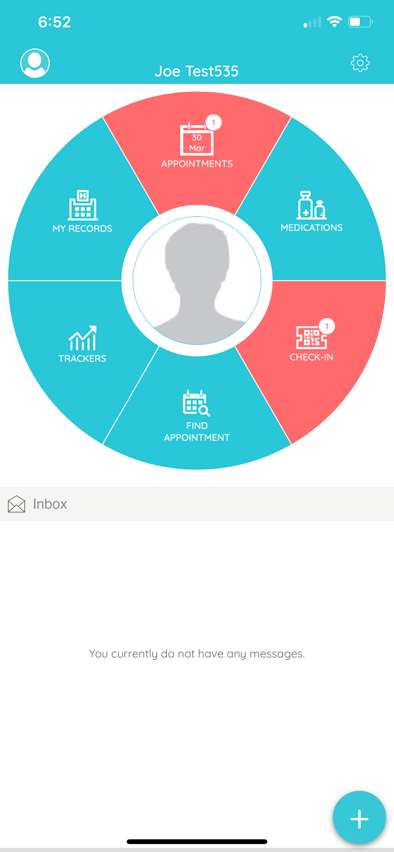 6:52
Joe Test535
1
30
Mar
APPOINTMENTS
MY RECORDS
MEDICATIONS
TRACKERS
1
CHECK-IN
FIND
APPOINTMENT
Inbox
You currently do not have any messages.